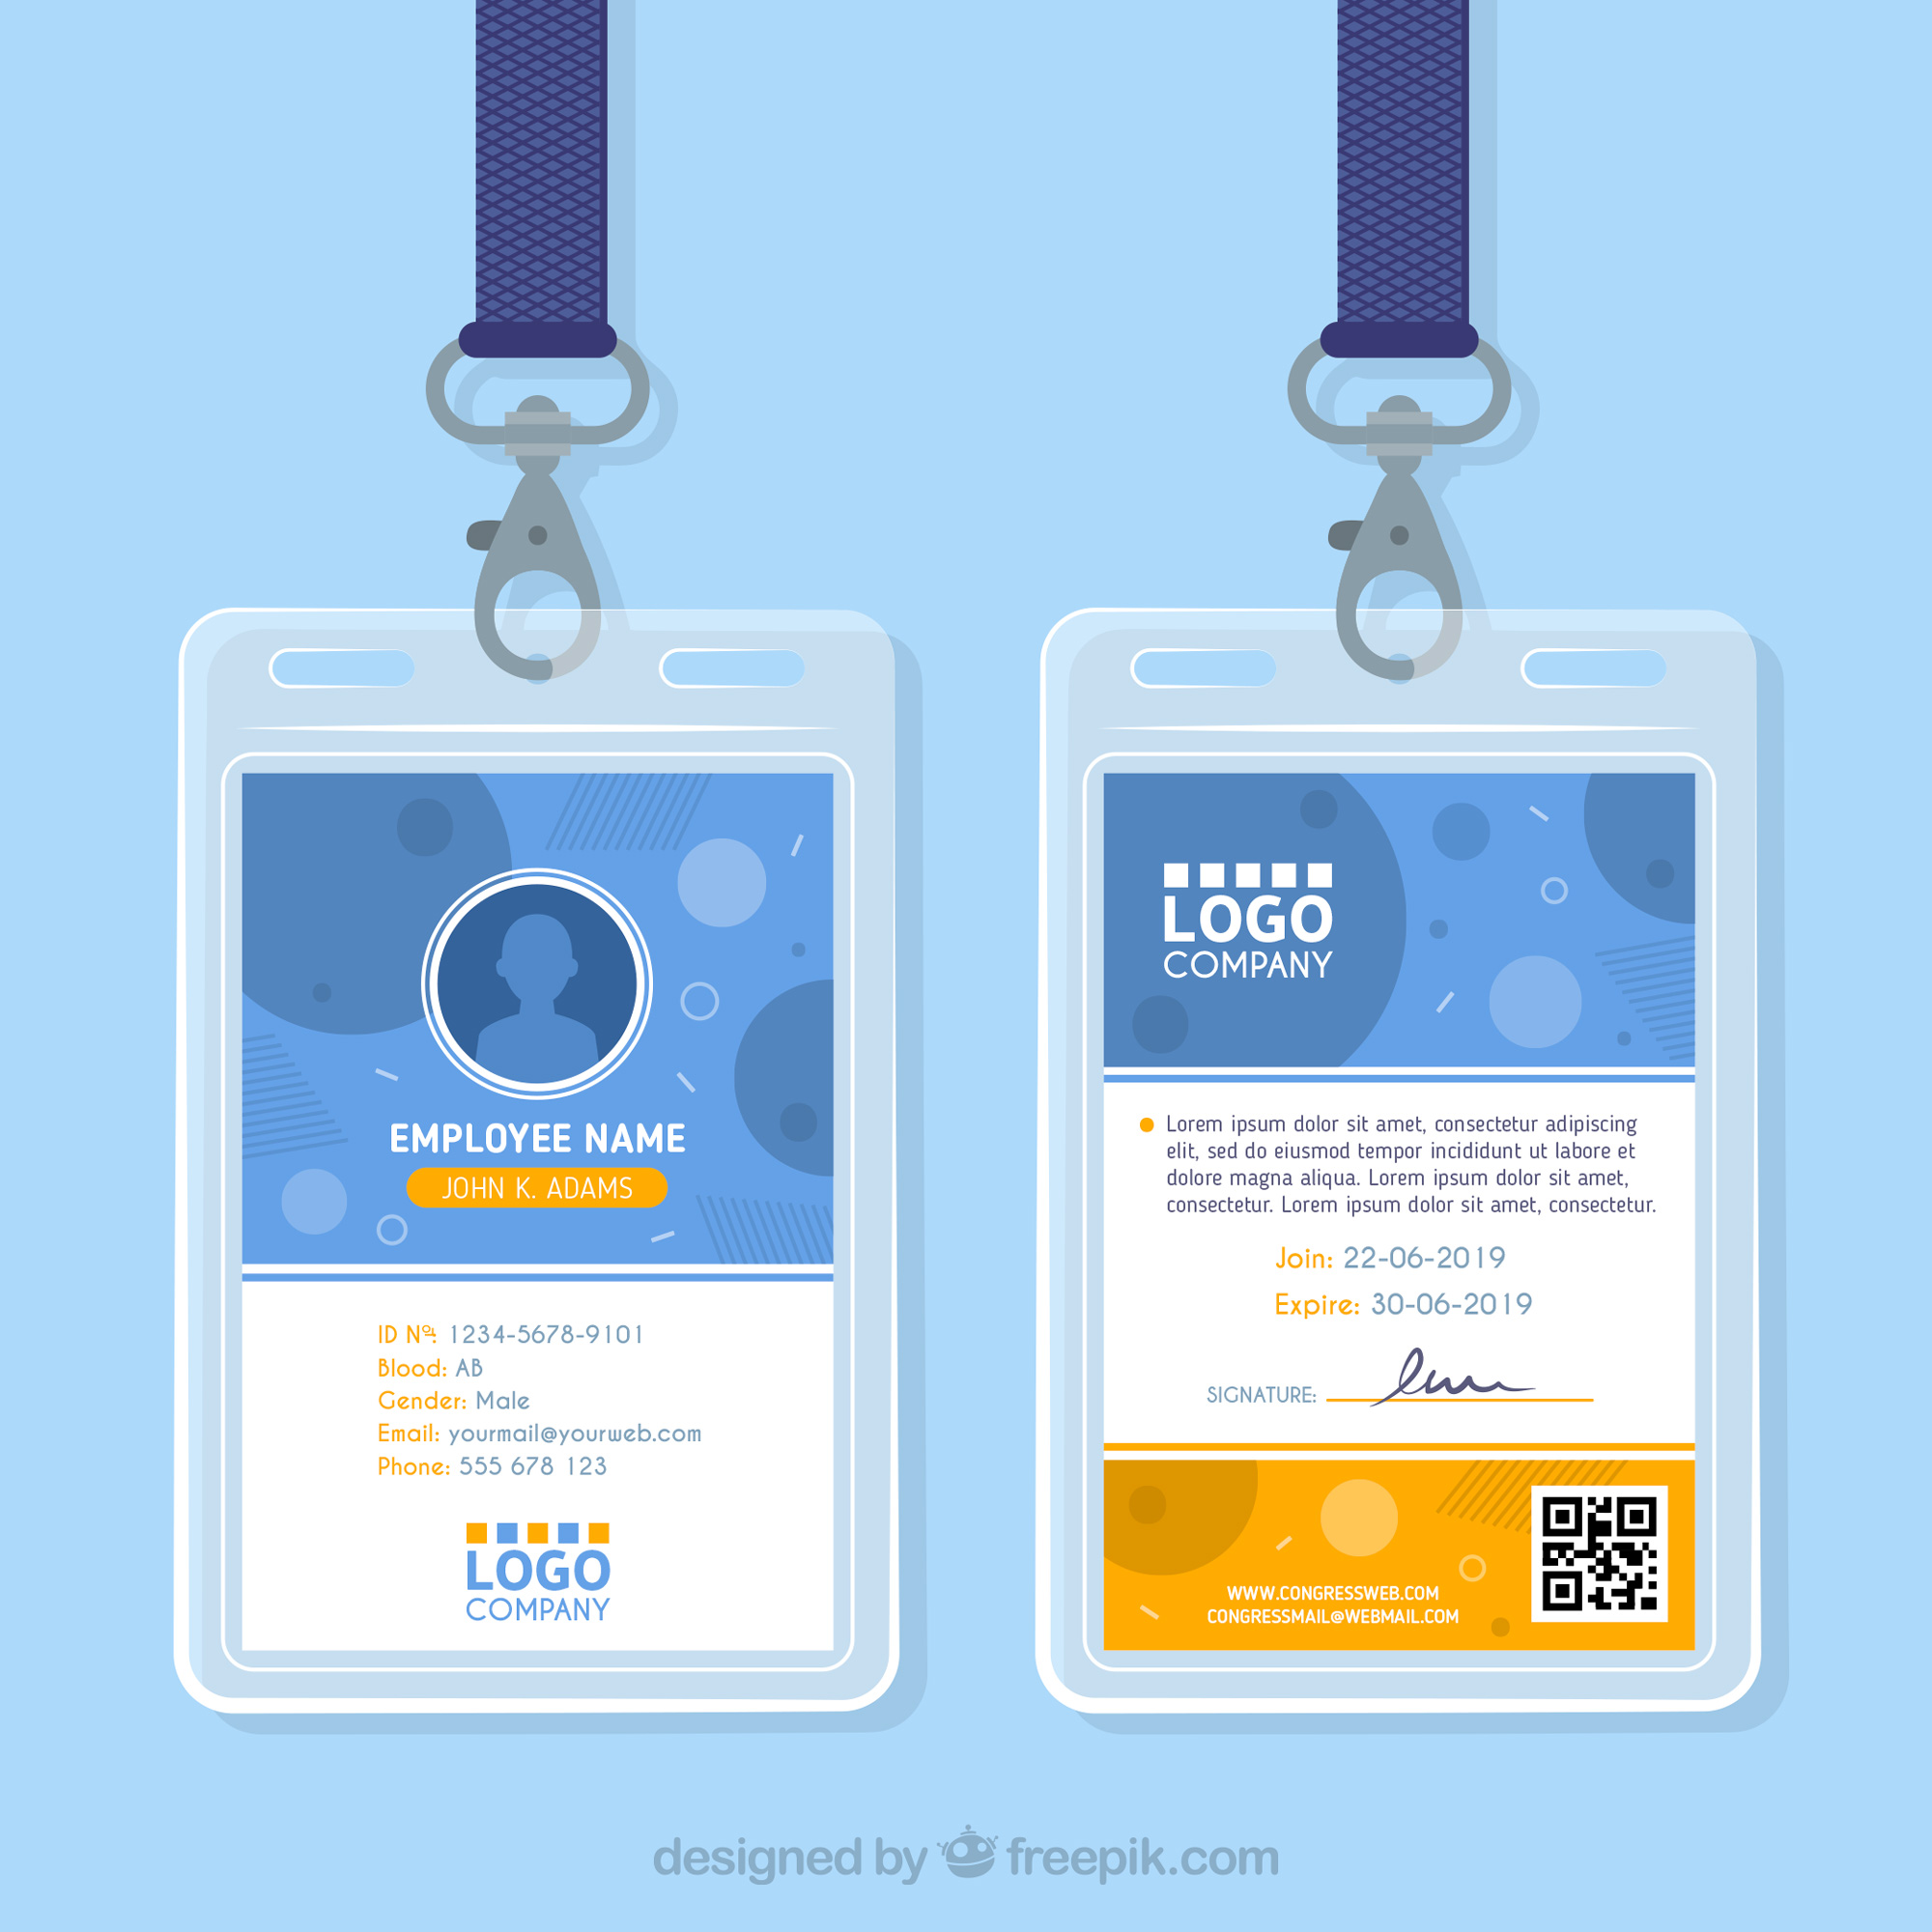 EMPLOYEE NAME
JOHN K. ADAMS
ID Nº: 1234-5678-9101
Blood: AB
Gender: Male
Email: yourmail@yourweb.com
Phone: 555 678 123
LOGO
COMPANY
LOGO
COMPANY
Lorem ipsum dolor sit amet, consectetur adipiscing
elit, sed do eiusmod tempor incididunt ut labore et
dolore magna aliqua. Lorem ipsum dolor sit amet,
consectetur. Lorem ipsum dolor sit amet, consectetur.
Join: 22-06-2019
Expire: 30-06-2019
SIGNATURE:
WWW.CONGRESSWEB.COM
CONGRESSMAIL@WEBMAIL.COM
designed by freepik.com